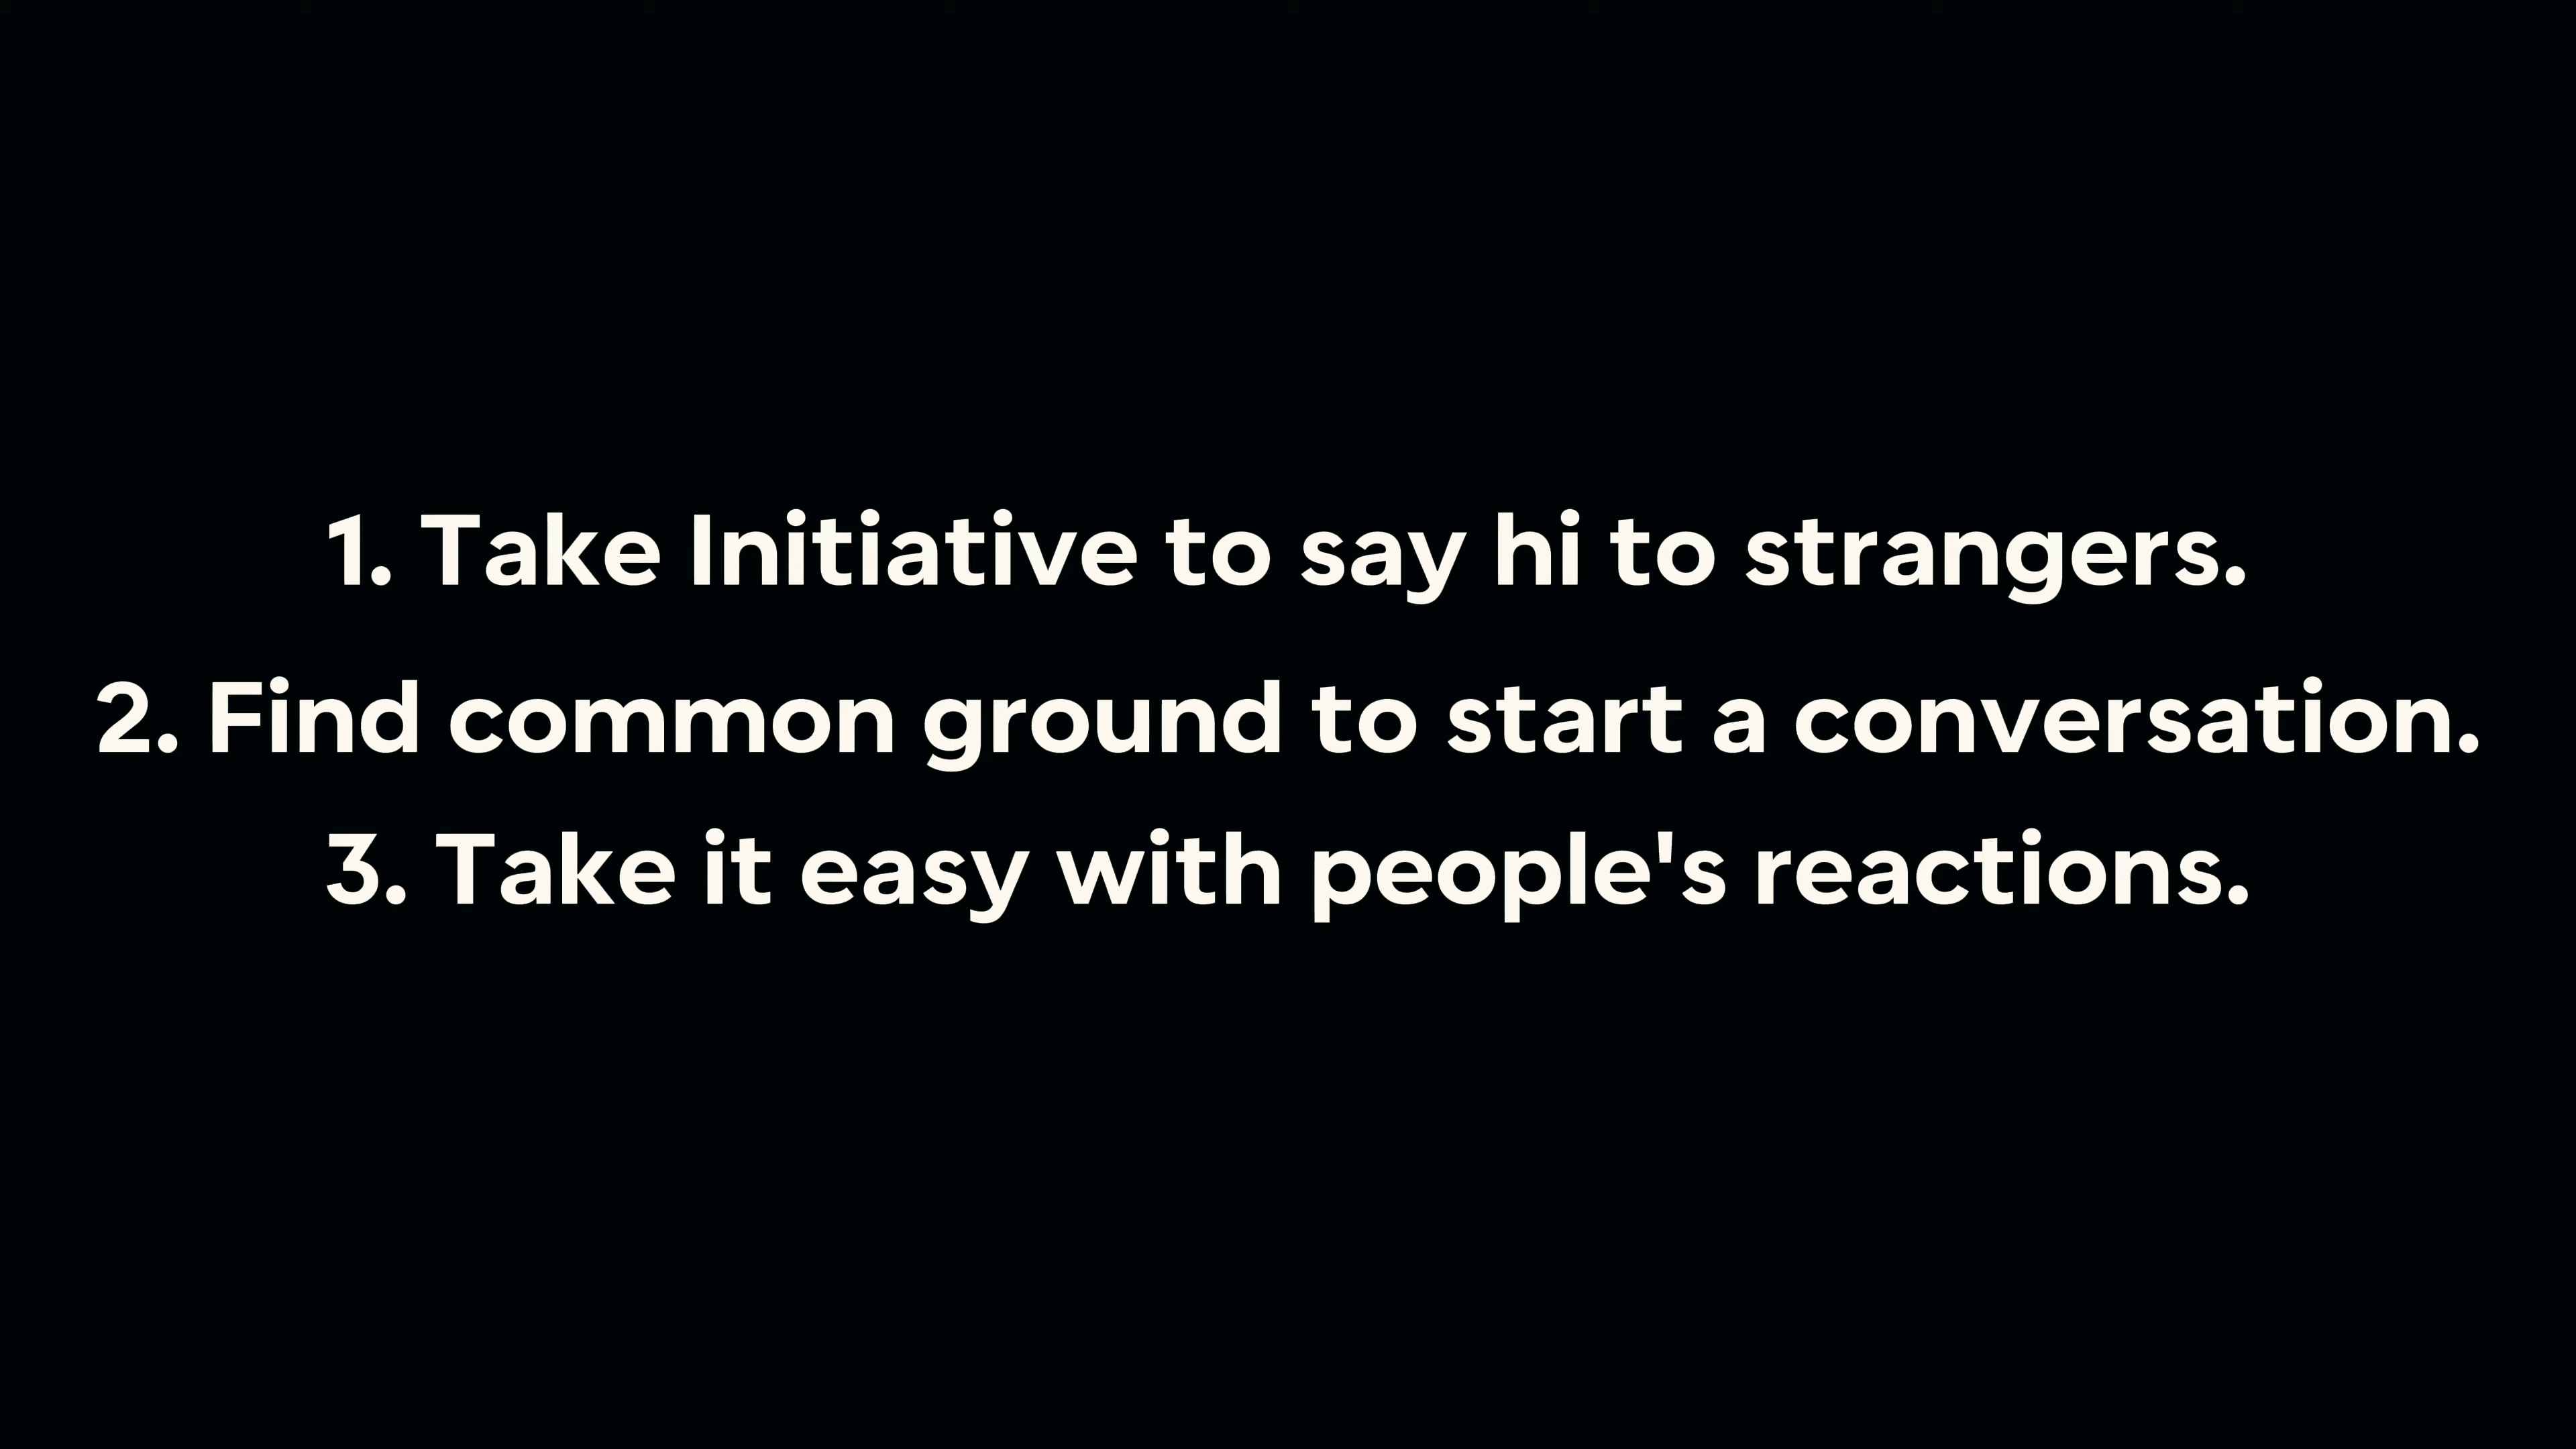 1. Take Initiative to say hi to strangers.
2. Find common ground to start a conversation.
3. Take it easy with people's reactions.